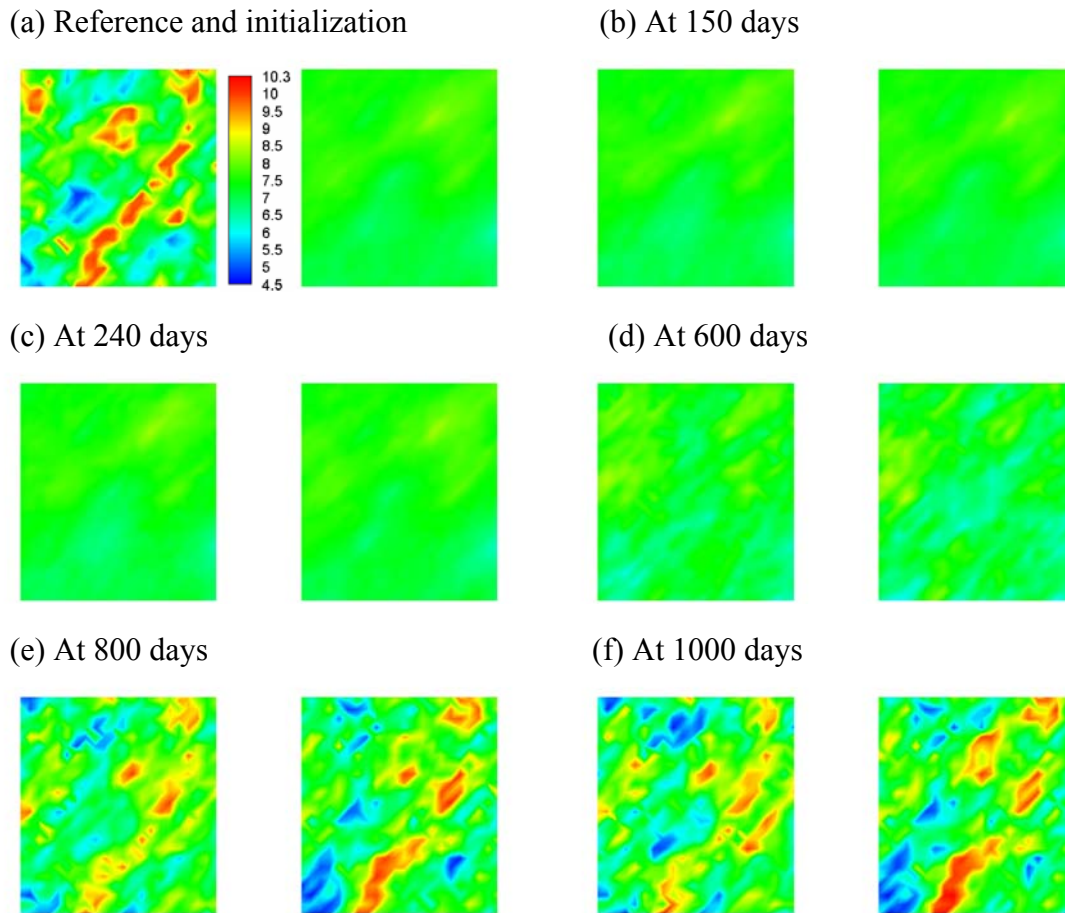 (a) Reference and initialization
(b) At 150 days
10.3
10
9.5
9
8.5
8
7.5
7
6.5
6
5.5
5
4.5
(c) At 240 days
(d) At 600 days
(e) At 800 days
(f) At 1000 days